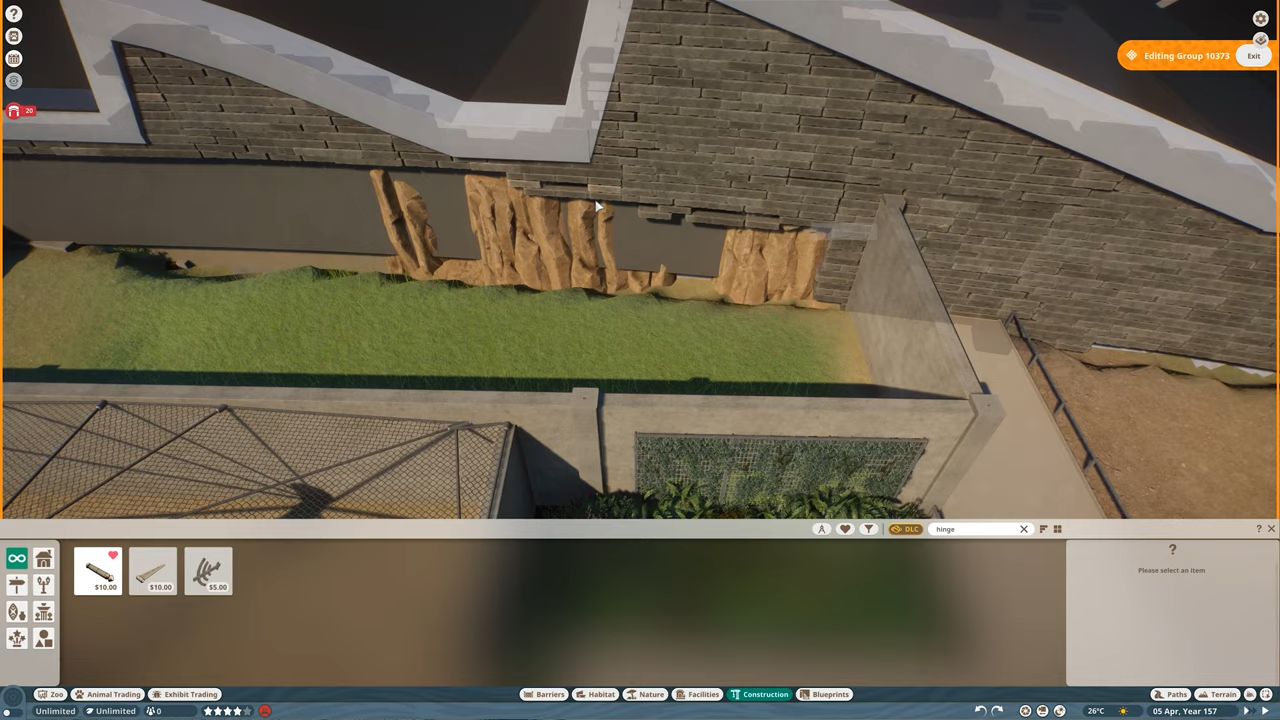 ?
Editing Group 10373
Exit
20
DLC
hinge
?
?
$10.00
$10.00
$5.00
Please select an item
Zoo
Animal Trading
Exhibit Trading
Barriers
Habitat
Nature
Facilities
Construction
Blueprints
Paths
Terrain
Unlimited
Unlimited
0
26°C
05 Apr, Year 157